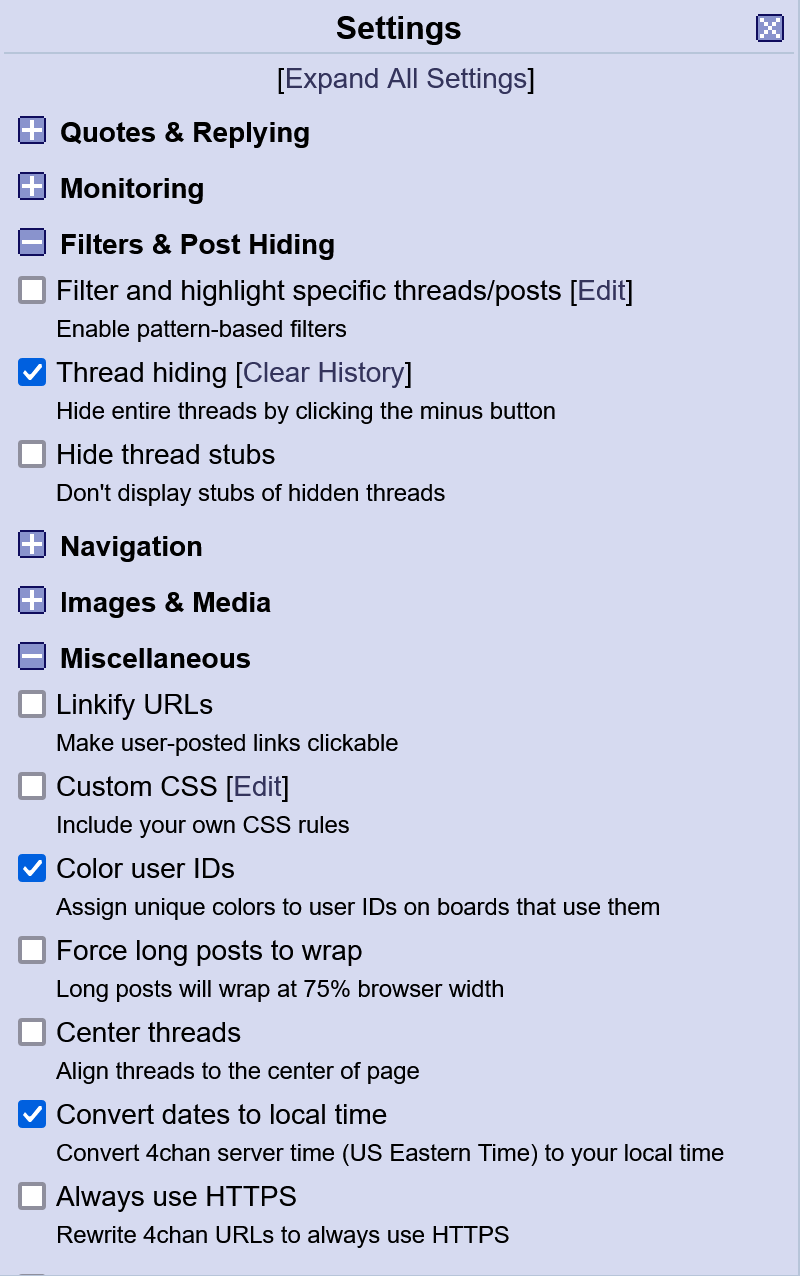 Settings
[Expand All Settings]
Quotes & Replying
Monitoring
Filters & Post Hiding
Filter and highlight specific threads/posts [Edit]
Enable pattern-based filters
Thread hiding [Clear History]
Hide entire threads by clicking the minus button
Hide thread stubs
Don't display stubs of hidden threads
Navigation
Images & Media
Miscellaneous
Linkify URLs
Make user-posted links clickable
Custom CSS [Edit]
Include your own CSS rules
Color user IDs
Assign unique colors to user IDs on boards that use them
Force long posts to wrap
Long posts will wrap at 75% browser width
Center threads
Align threads to the center of page
Convert dates to local time
Convert 4chan server time (US Eastern Time) to your local time
Always use HTTPS
Rewrite 4chan URLs to always use HTTPS